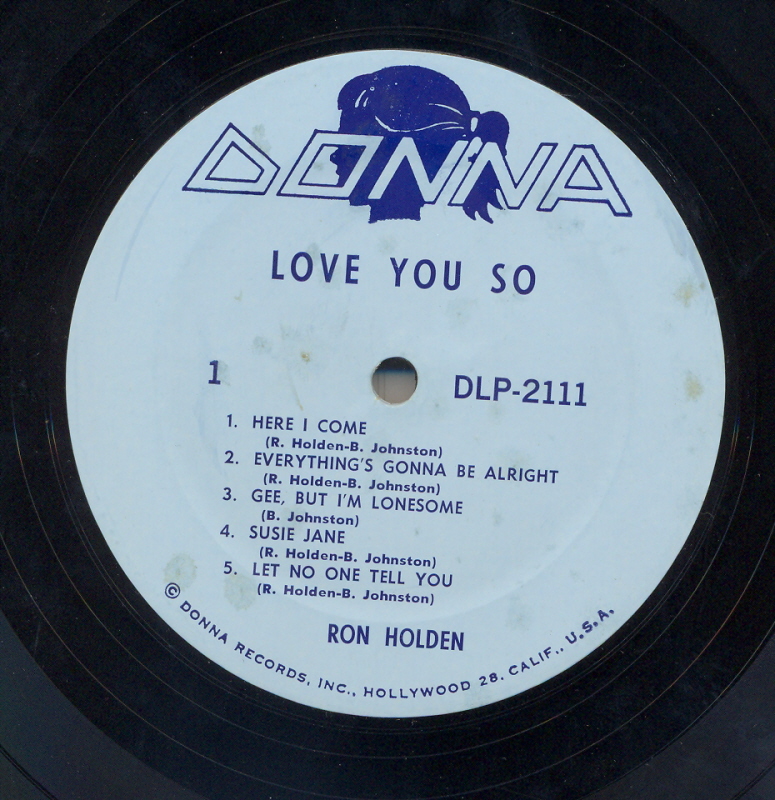 DONNA
LOVE YOU SO
1
DLP-2111
1. HERE I COME
(R. Holden-B. Johnston)
2. EVERYTHING'S GONNA BE ALRIGHT
(R. Holden-B. Johnston)
3. GEE, BUT I'M LONESOME
(B. Johnston)
4. SUSIE JANE
(R. Holden-B. Johnston)
5. LET NO ONE TELL YOU
(R. Holden-B. Johnston)
RON HOLDEN
© DONNA RECORDS, INC., HOLLYWOOD 28, CALIF., U.S.A.